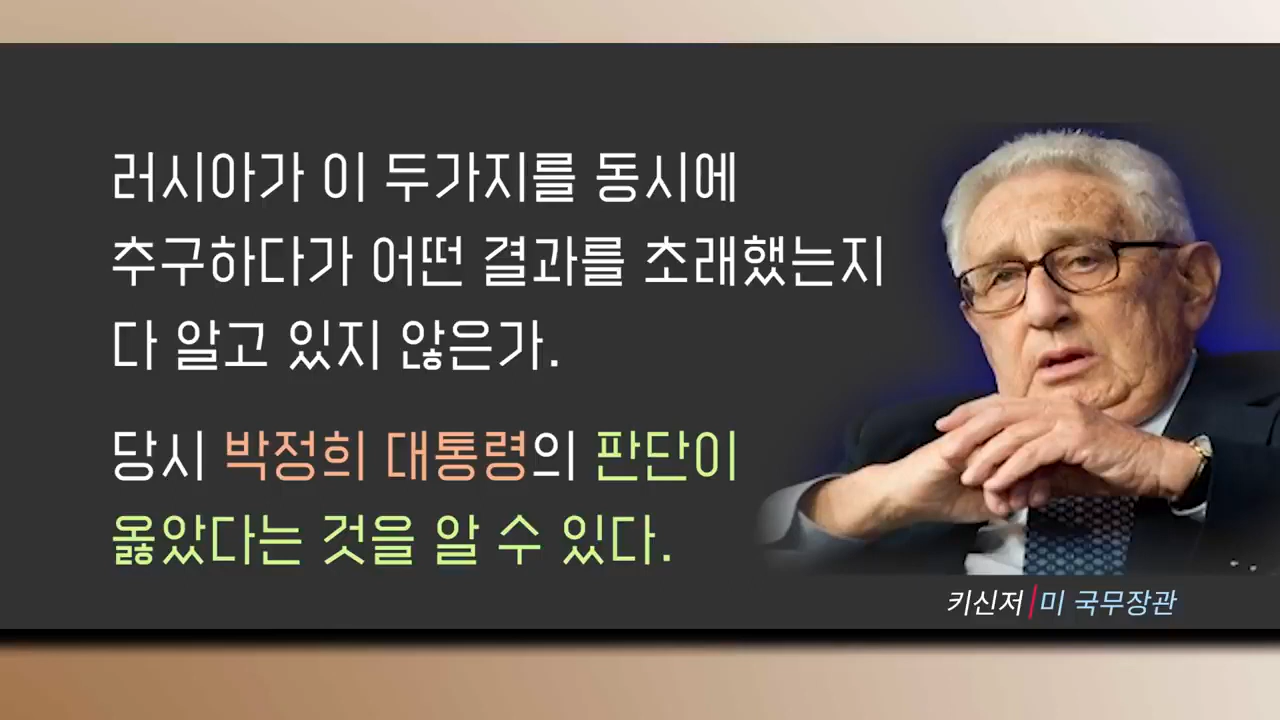 러시아가 이 두가지를 동시에
추구하다가 어떤 결과를 초래했는지
다 알고 있지 않은가.
당시 박정희 대통령의 판단이
옳았다는 것을 알 수 있다.
키신저 | 미 국무장관